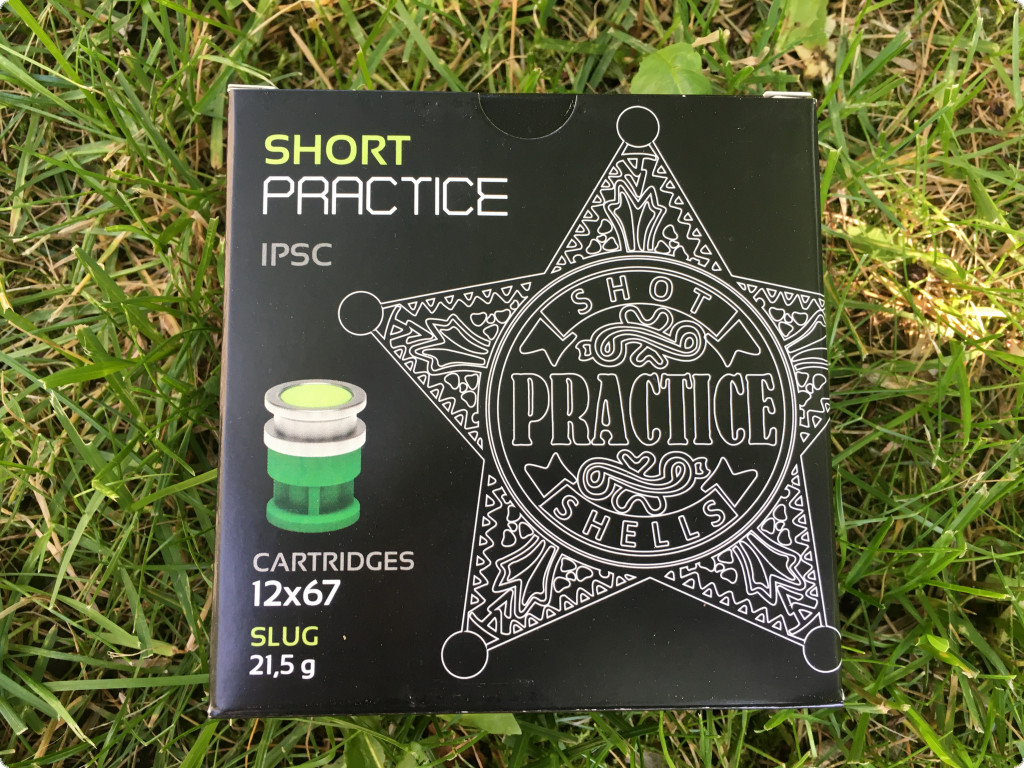 SHORT
PRACTICE
IPSC
SHOT
PRACTICE
SHELLS
CARTRIDGES
12x67
SLUG
21,5 g